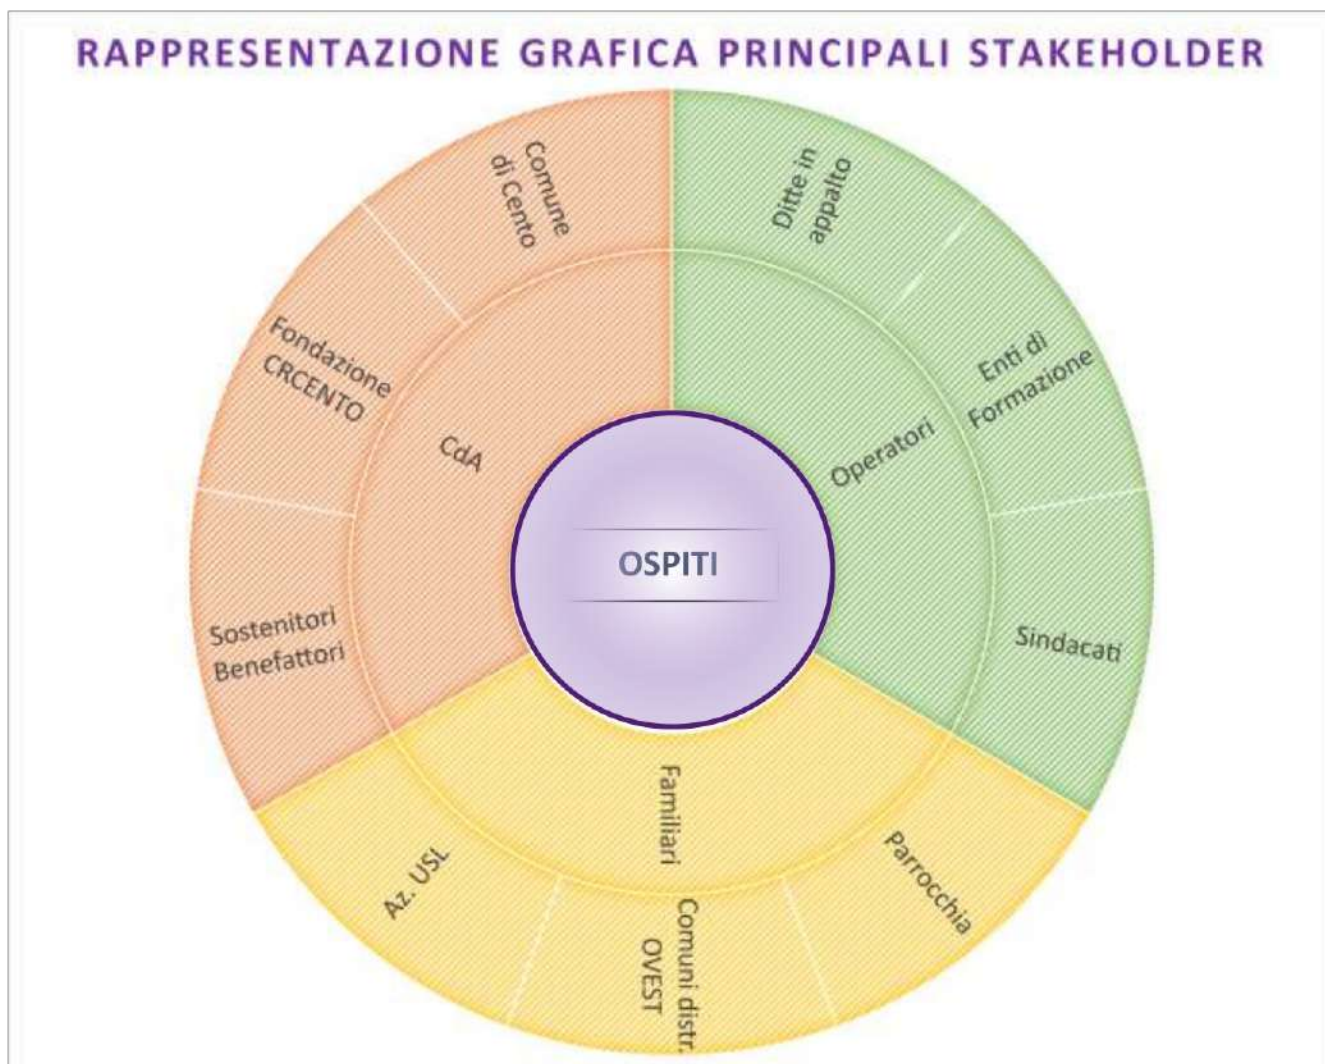 RAPPRESENTAZIONE GRAFICA PRINCIPALI STAKEHOLDER
Comune
di Cento
Ditte in
appalto
Fondazione
CRCENTO
Enti di
Formazione
CdA
Operatori
OSPITI
Sostenitori
Benefattori
Sindacati
Familiari
Az. USL
Parrocchia
Comuni distr.
OVEST